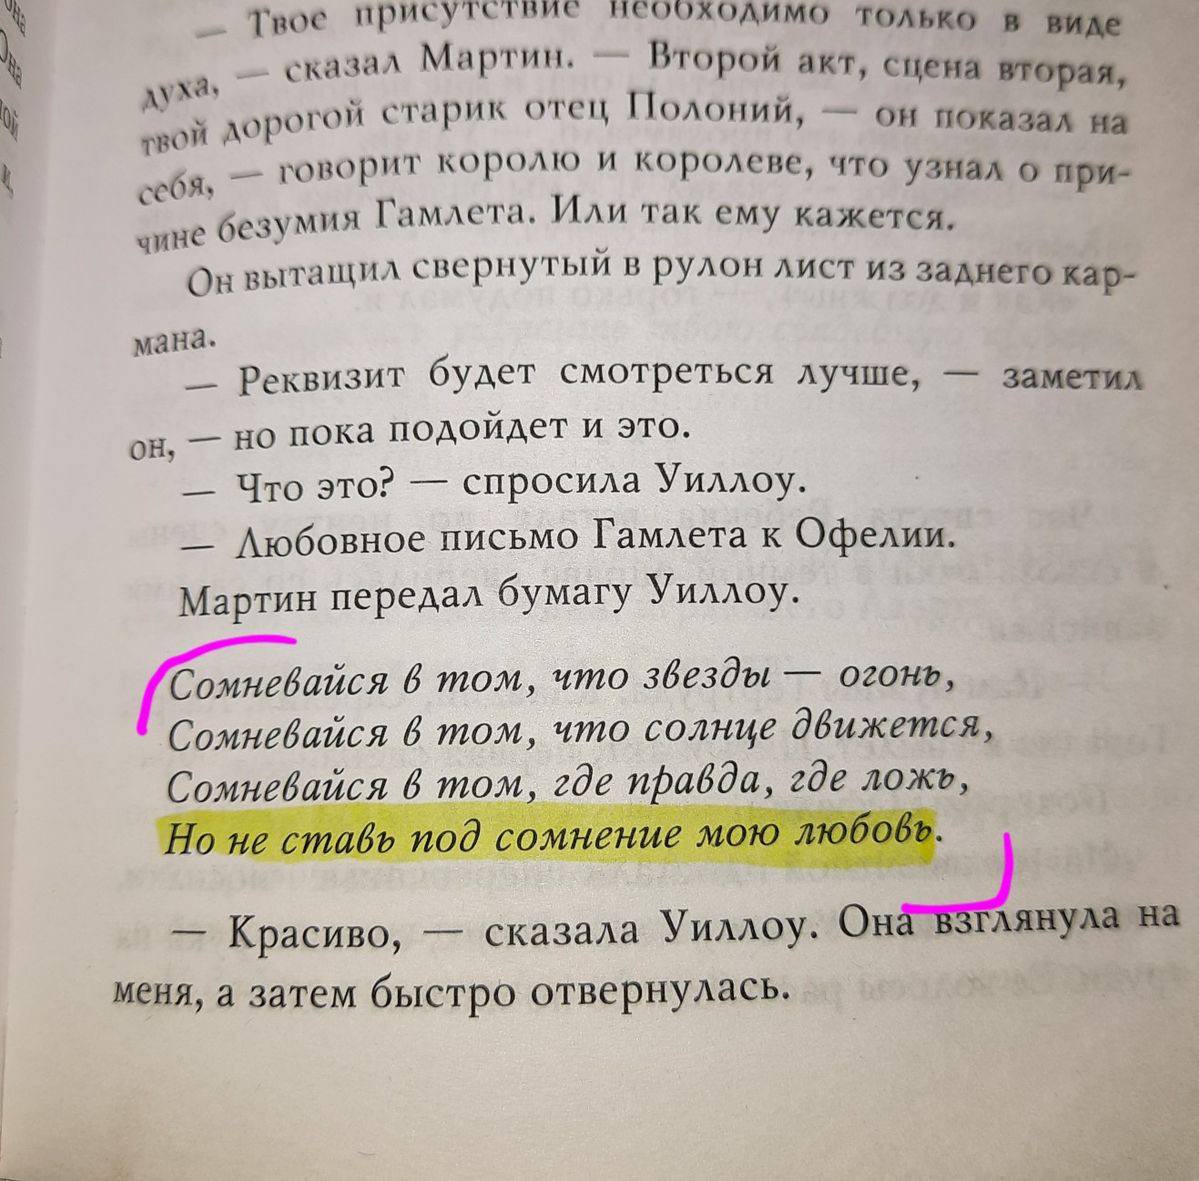 — Твое присутствие необходимо только в виде
духа, — сказал Мартин. — Второй акт, сцена вторая,
твой дорогой старик отец Полоний, — он показал на
себя, — говорит королю и королеве, что узнал о при-
чине безумия Гамлета. Или так ему кажется.
Он вытащил свернутый в рулон лист из заднего кар-
мана.
— Реквизит будет смотреться лучше, — заметил
он, — но пока подойдет и это.
— Что это? — спросила Уиллоу.
— Любовное письмо Гамлета к Офелии.
Мартин передал бумагу Уиллоу.
Сомневайся в том, что звезды — огонь,
Сомневайся в том, что солнце движется,
Сомневайся в том, где правда, где ложь,
Но не ставь под сомнение мою любовь.
— Красиво, — сказала Уиллоу. Она взглянула на
меня, а затем быстро отвернулась.